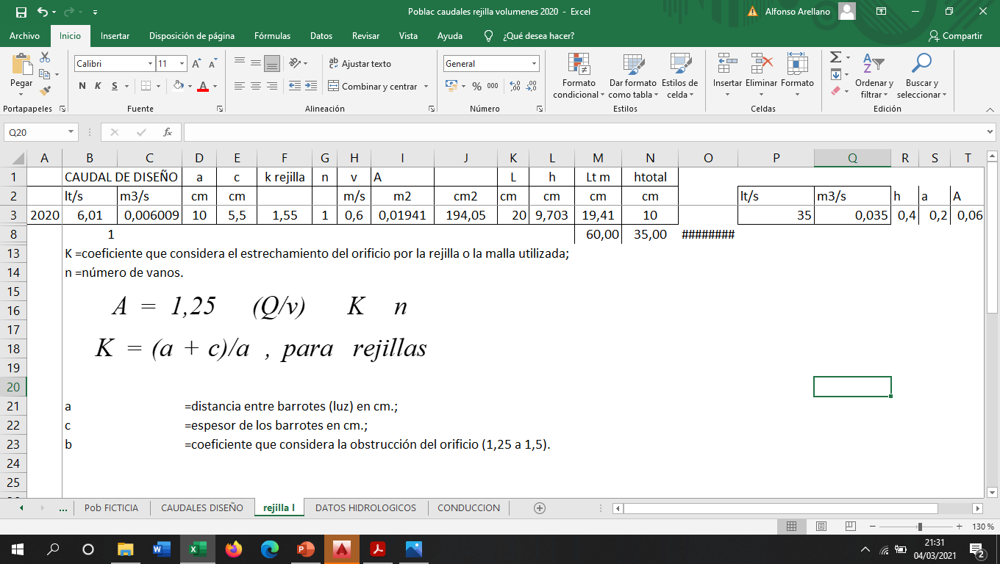 Poblac caudales rejilla volumenes 2020 - Excel
Alfonso Arellano
Archivo Inicio Insertar Disposición de página Fórmulas Datos Revisar Vista Ayuda ¿Qué desea hacer? Compartir
Calibri 11 Ajustar texto General
Pegar Formato condicional Dar formato como tabla Estilos de celda Insertar Eliminar Formato Ordenar y filtrar Buscar y seleccionar
N K S Combinar y centrar % 000
Portapapeles Fuente Alineación Número Estilos Celdas Edición
Q20 fx
A B C D E F G H I J K L M N O P Q R S T
1 CAUDAL DE DISEÑO a c k rejilla n v A L h Lt m htotal
2 lt/s m3/s cm cm m/s m2 cm2 cm cm cm cm lt/s m3/s h a A
3 2020 6,01 0,006009 10 5,5 1,55 1 0,6 0,01941 194,05 20 9,703 19,41 10 35 0,035 0,4 0,2 0,06
8 1 60,00 35,00 ########
13 K =coeficiente que considera el estrechamiento del orificio por la rejilla o la malla utilizada;
14 n =número de vanos.
15
16 A = 1,25 (Q/v) K n
17
18 K = (a + c)/a , para rejillas
19
20
21 a =distancia entre barrotes (luz) en cm.;
22 c =espesor de los barrotes en cm.;
23 b =coeficiente que considera la obstrucción del orificio (1,25 a 1,5).
24
25
... Pob FICTICIA CAUDALES DISEÑO rejilla l DATOS HIDROLOGICOS CONDUCCION
130 %
21:31
04/03/2021
2